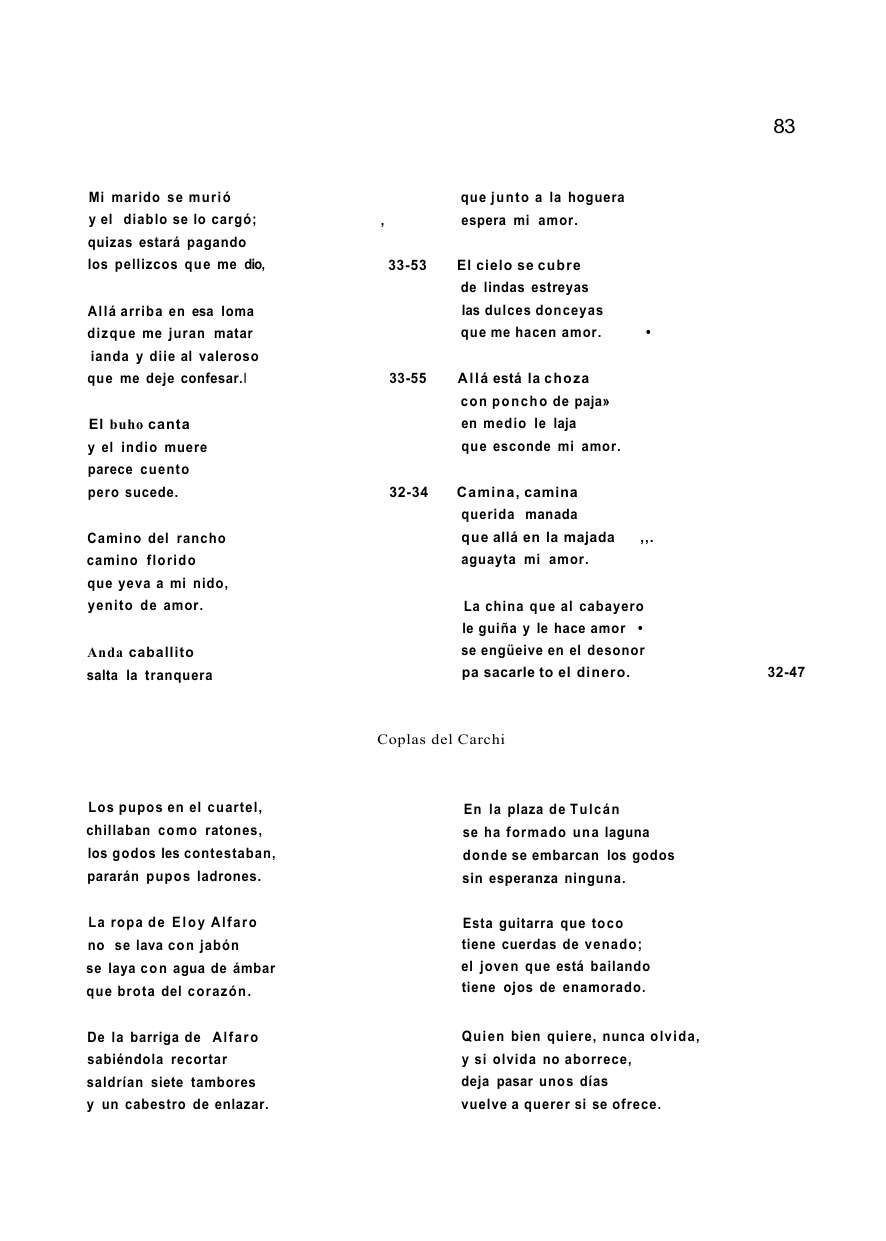 83
Mi marido se murió
y el diablo se lo cargó;
quizas estará pagando
los pellizcos que me dio,
Allá arriba en esa loma
dizque me juran matar
ianda y diie al valeroso
que me deje confesar.l
El buho canta
y el indio muere
parece cuento
pero sucede.
Camino del rancho
camino florido
que yeva a mi nido,
yenito de amor.
Anda caballito
salta la tranquera
que junto a la hoguera
, espera mi amor.
33-53 El cielo se cubre
de lindas estreyas
las dulces donceyas
que me hacen amor. •
33-55 Allá está la choza
con poncho de paja»
en medio le laja
que esconde mi amor.
32-34 Camina, camina
querida manada
que allá en la majada ,,.
aguayta mi amor.
La china que al cabayero
le guiña y le hace amor •
se engüeive en el desonor
pa sacarle to el dinero. 32-47
Coplas del Carchi
Los pupos en el cuartel,
chillaban como ratones,
los godos les contestaban,
pararán pupos ladrones.
La ropa de Eloy Alfaro
no se lava con jabón
se laya con agua de ámbar
que brota del corazón.
De la barriga de Alfaro
sabiéndola recortar
saldrían siete tambores
y un cabestro de enlazar.
En la plaza de Tulcán
se ha formado una laguna
donde se embarcan los godos
sin esperanza ninguna.
Esta guitarra que toco
tiene cuerdas de venado;
el joven que está bailando
tiene ojos de enamorado.
Quien bien quiere, nunca olvida,
y si olvida no aborrece,
deja pasar unos días
vuelve a querer si se ofrece.